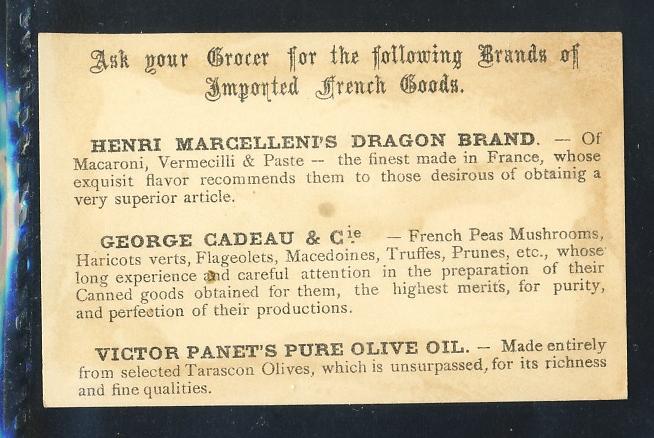 Ask your Grocer for the following Brands of
Imported French Goods.
HENRI MARCELLENI'S DRAGON BRAND. — Of
Macaroni, Vermecilli & Paste — the finest made in France, whose
exquisit flavor recommends them to those desirous of obtainig a
very superior article.
GEORGE CADEAU & Cie — French Peas Mushrooms,
Haricots verts, Flageolets, Macedoines, Truffes, Prunes, etc., whose
long experience and careful attention in the preparation of their
Canned goods obtained for them, the highest merits, for purity,
and perfection of their productions.
VICTOR PANET'S PURE OLIVE OIL. — Made entirely
from selected Tarascon Olives, which is unsurpassed, for its richness
and fine qualities.